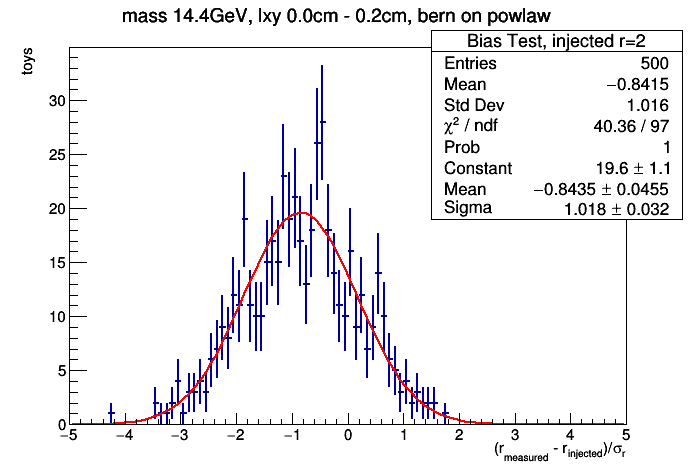 mass 14.4GeV, lxy 0.0cm - 0.2cm, bern on powlaw
Bias Test, injected r=2
Entries 500
Mean −0.8415
Std Dev 1.016
χ² / ndf 40.36 / 97
Prob 1
Constant 19.6 ± 1.1
Mean −0.8435 ± 0.0455
Sigma 1.018 ± 0.032
toys
30
25
20
15
10
5
0
−5 −4 −3 −2 −1 0 1 2 3 4 5
(r_measured - r_injected)/σ_r